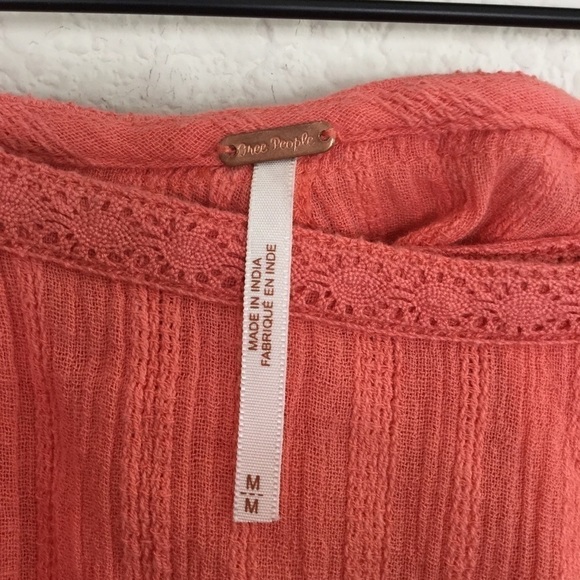 Free People
MADE IN INDIA
FABRIQUÉ EN INDE
M
M